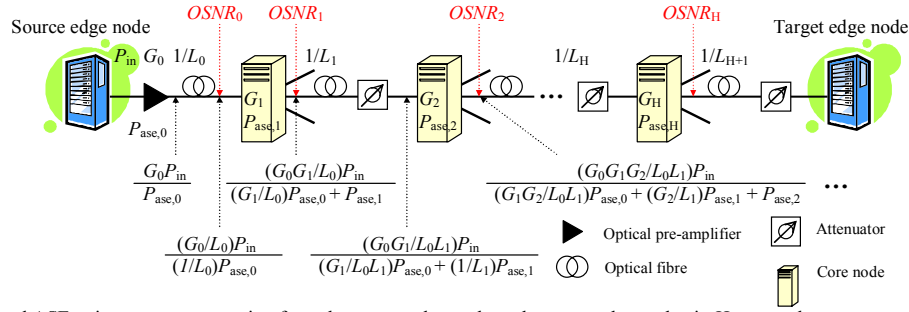 OSNR0 OSNR1 OSNR2 OSNRH
Source edge node Target edge node
Pin G0 1/L0 1/L1 1/LH 1/LH+1
G1 G2 ... GH
Pase,0 Pase,1 Pase,2 Pase,H
G0Pin
Pase,0
(G0G1/L0)Pin
(G1/L0)Pase,0 + Pase,1
(G0G1G2/L0L1)Pin
(G1G2/L0L1)Pase,0 + (G2/L1)Pase,1 + Pase,2
...
(G0/L0)Pin
(1/L0)Pase,0
(G0G1/L0L1)Pin
(G1/L0L1)Pase,0 + (1/L1)Pase,1
Optical pre-amplifier
Attenuator
Optical fibre
Core node